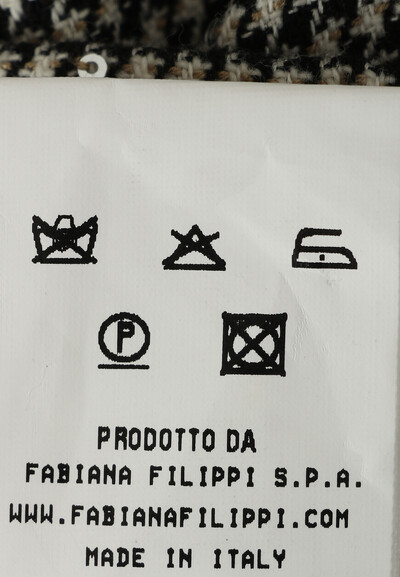 P
PRODOTTO DA
FABIANA FILIPPI S.P.A.
WWW.FABIANAFILIPPI.COM
MADE IN ITALY